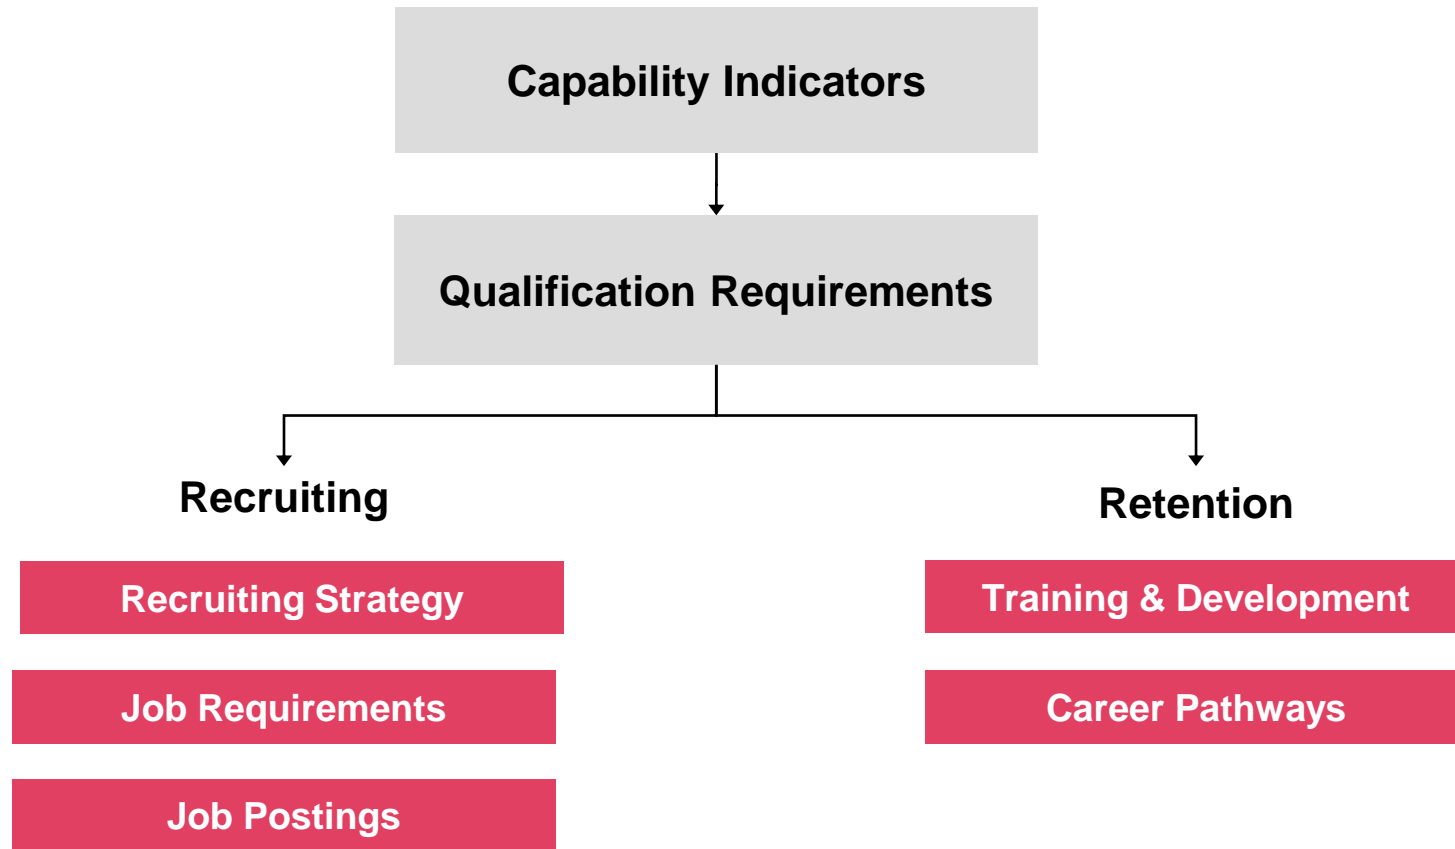 Capability Indicators
Qualification Requirements
Recruiting
Recruiting Strategy
Job Requirements
Job Postings
Retention
Training & Development
Career Pathways